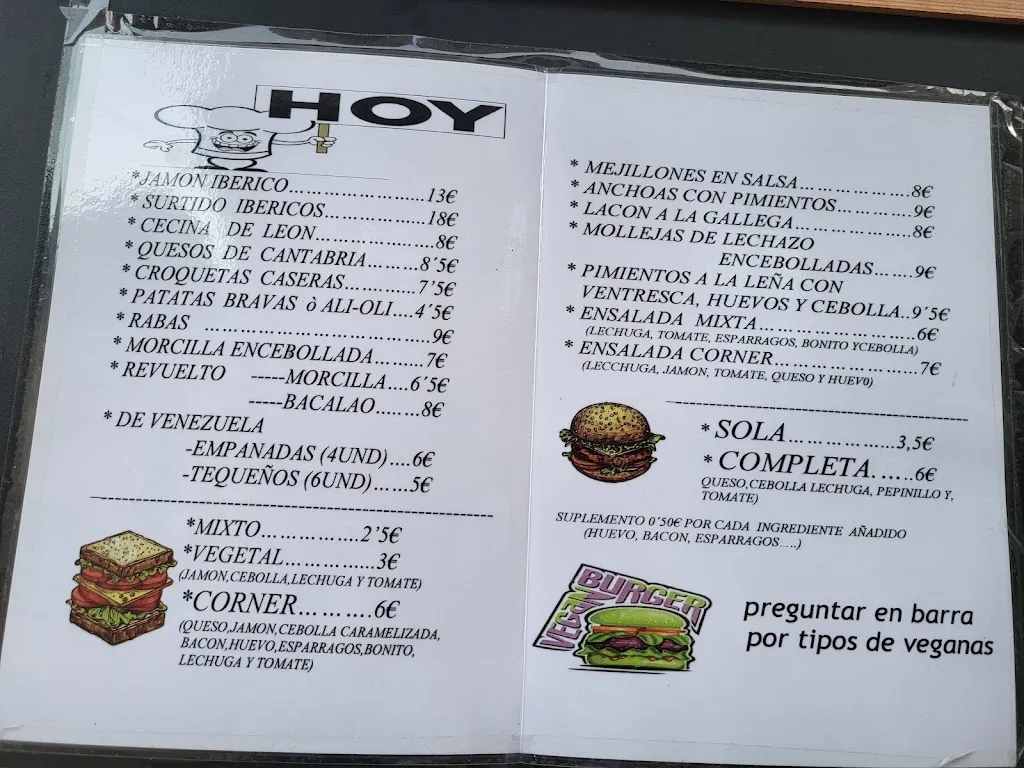 HOY
*JAMON IBERICO..................13€
* SURTIDO IBERICOS...............18€
* CECINA DE LEON................8€
* QUESOS DE CANTABRIA........8´5€
* CROQUETAS CASERAS...........7´5€
* PATATAS BRAVAS ò ALI-OLI....4´5€
* RABAS ..............................9€
* MORCILLA ENCEBOLLADA........7€
* REVUELTO -----MORCILLA....6´5€
-----BACALAO........8€
* DE VENEZUELA
-EMPANADAS (4UND)....6€
-TEQUEÑOS (6UND)......5€
*MIXTO.................2´5€
*VEGETAL...............3€
(JAMON,CEBOLLA,LECHUGA Y TOMATE)
*CORNER..........6€
(QUESO,JAMON,CEBOLLA CARAMELIZADA,
BACON,HUEVO,ESPARRAGOS,BONITO,
LECHUGA Y TOMATE)
* MEJILLONES EN SALSA...................8€
* ANCHOAS CON PIMIENTOS.............9€
* LACON A LA GALLEGA....................8€
* MOLLEJAS DE LECHAZO
ENCEBOLLADAS.......9€
* PIMIENTOS A LA LEÑA CON
VENTRESCA, HUEVOS Y CEBOLLA..9´5€
* ENSALADA MIXTA..........................6€
(LECHUGA, TOMATE, ESPARRAGOS, BONITO YCEBOLLA)
* ENSALADA CORNER........................7€
(LECCHUGA, JAMON, TOMATE, QUESO Y HUEV0)
* SOLA..................3,5€
* COMPLETA......6€
QUESO,CEBOLLA LECHUGA, PEPINILLO Y,
TOMATE)
SUPLEMENTO 0´50€ POR CADA INGREDIENTE AÑADIDO
(HUEVO, BACON, ESPARRAGOS.....)
VEGAN BURGER
preguntar en barra
por tipos de veganas